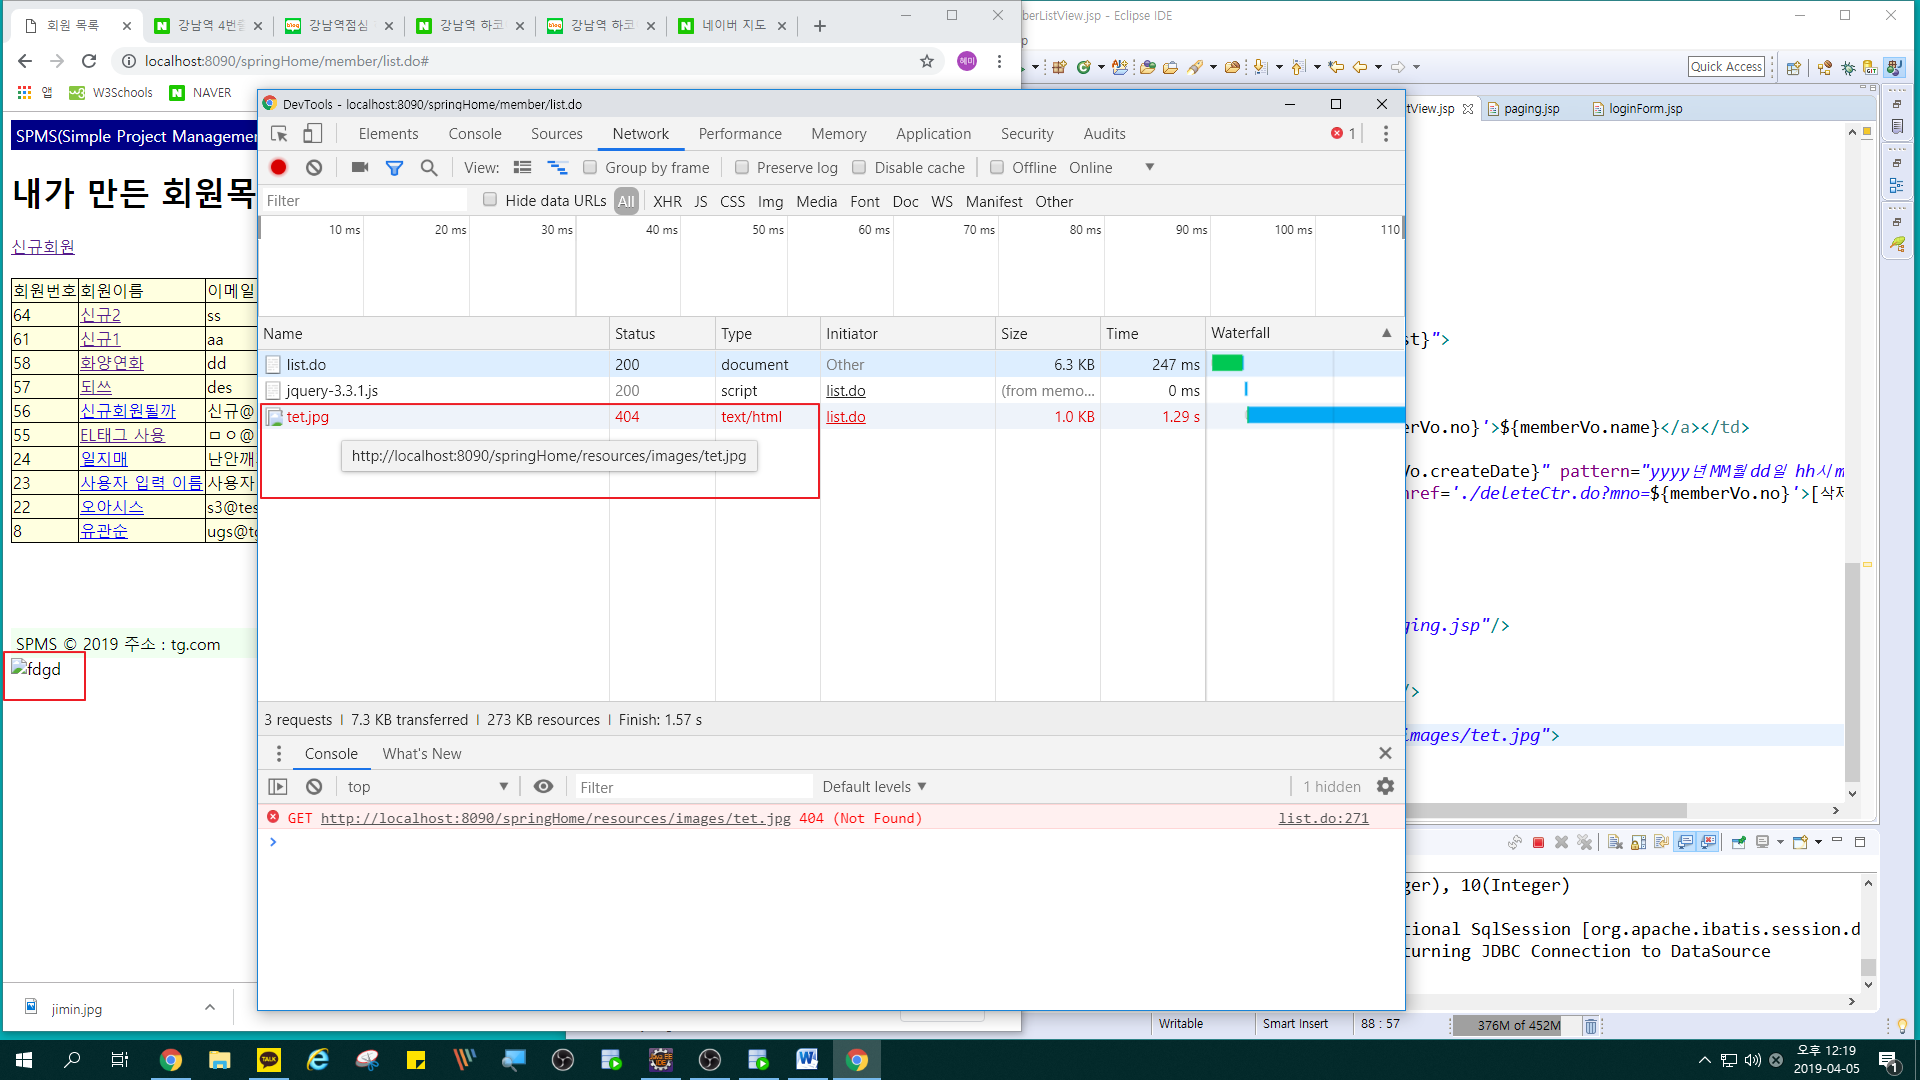 회원 목록
강남역 4번출
강남역점심
강남역 하코
강남역 하코
네이버 지도
localhost:8090/springHome/member/list.do#
해미
앱
W3Schools
NAVER
berListView.jsp - Eclipse IDE
Quick Access
tView.jsp
paging.jsp
loginForm.jsp
SPMS(Simple Project Managemen
내가 만든 회원목
신규회원
회원번호 회원이름 이메일
64 신규2 ss
61 신규1 aa
58 화양연화 dd
57 되쓰 des
56 신규회원될까 신규@
55 EL태그 사용 ㅁㅇ@
24 일지매 난안깨
23 사용자 입력 이름 사용자
22 오아시스 s3@tes
8 유관순 ugs@tg
SPMS © 2019 주소 : tg.com
fdgd
jimin.jpg
DevTools - localhost:8090/springHome/member/list.do
Elements Console Sources Network Performance Memory Application Security Audits 1
View: Group by frame Preserve log Disable cache Offline Online
Filter Hide data URLs All XHR JS CSS Img Media Font Doc WS Manifest Other
10 ms 20 ms 30 ms 40 ms 50 ms 60 ms 70 ms 80 ms 90 ms 100 ms 110
Name Status Type Initiator Size Time Waterfall
list.do 200 document Other 6.3 KB 247 ms
jquery-3.3.1.js 200 script list.do (from memo... 0 ms
tet.jpg 404 text/html list.do 1.0 KB 1.29 s
http://localhost:8090/springHome/resources/images/tet.jpg
3 requests 7.3 KB transferred 273 KB resources Finish: 1.57 s
Console What's New
top Filter Default levels 1 hidden
GET http://localhost:8090/springHome/resources/images/tet.jpg 404 (Not Found) list.do:271
st}">
erVo.no}'>${memberVo.name}</a></td>
Vo.createDate}" pattern="yyyy년MM월dd일 hh시m
href='./deleteCtr.do?mno=${memberVo.no}'>[삭제
ging.jsp"/>
/>
images/tet.jpg">
ger), 10(Integer)
tional SqlSession [org.apache.ibatis.session.d
turning JDBC Connection to DataSource
Writable Smart Insert 88 : 57 376M of 452M
TALK
오후 12:19
2019-04-05
1